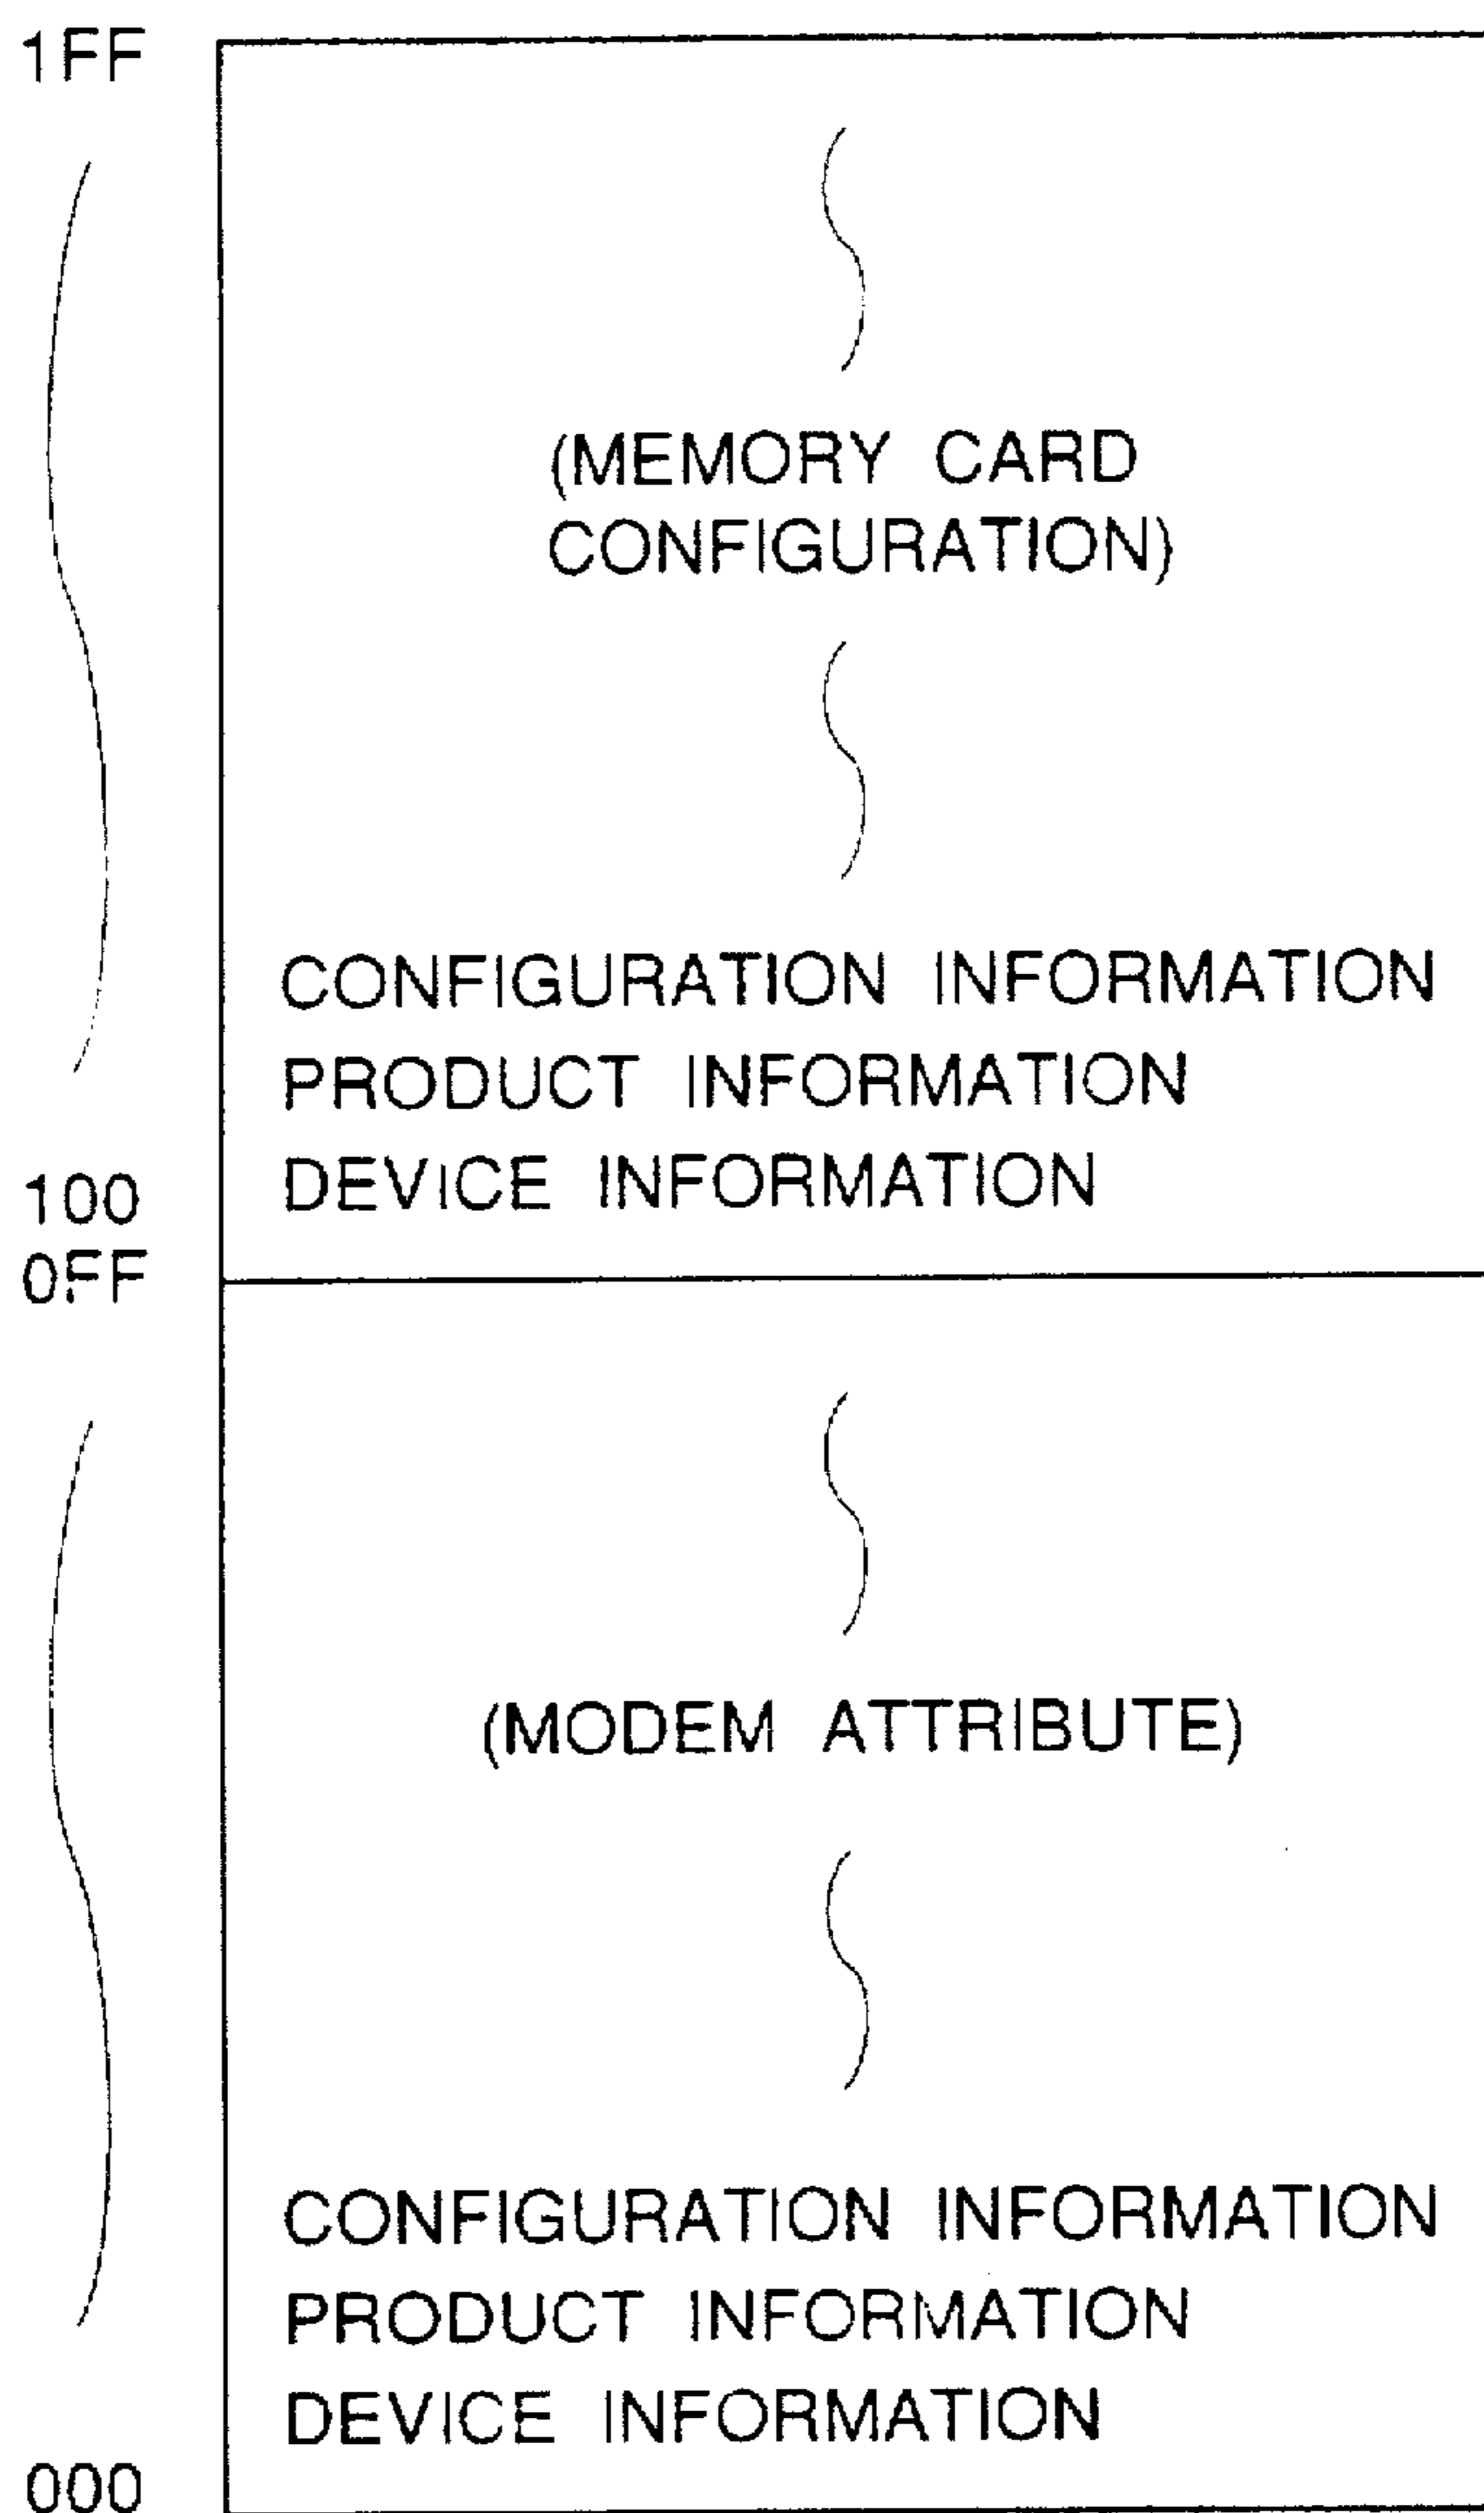 1FF
(MEMORY CARD
CONFIGURATION)
CONFIGURATION INFORMATION
PRODUCT INFORMATION
DEVICE INFORMATION
100
0FF
(MODEM ATTRIBUTE)
CONFIGURATION INFORMATION
PRODUCT INFORMATION
DEVICE INFORMATION
000